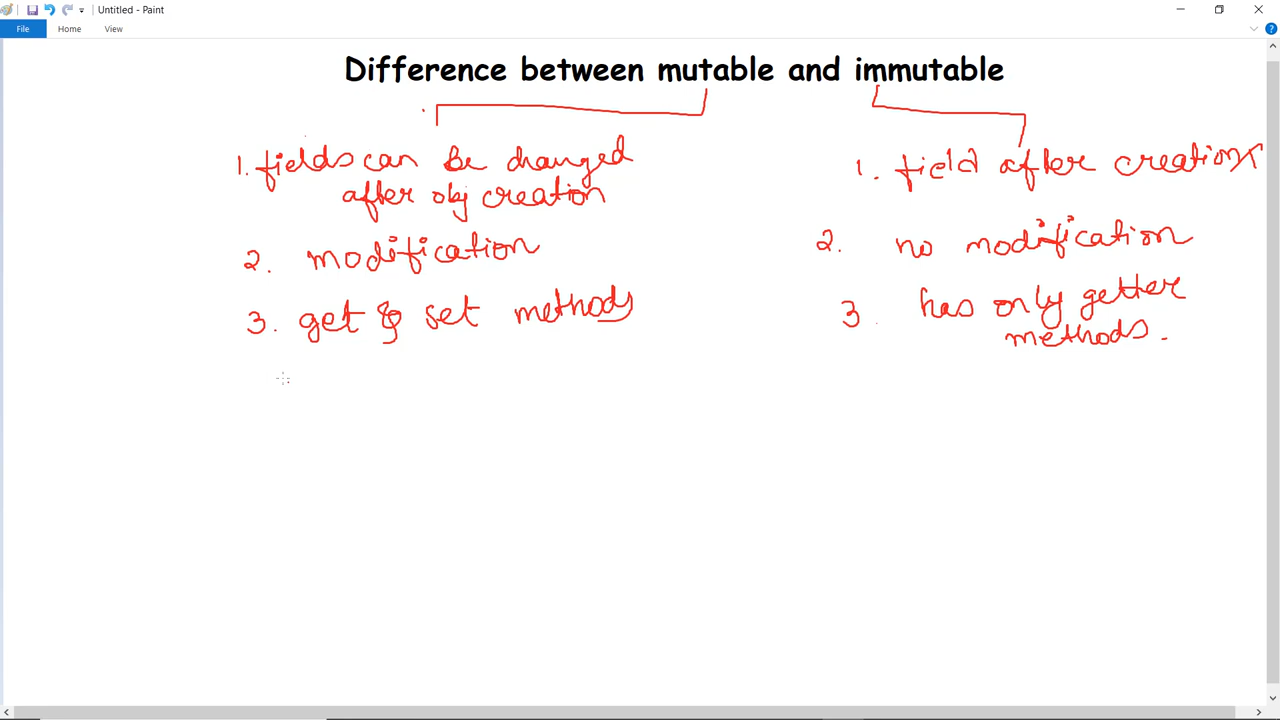 Untitled - Paint
File Home View
Difference between mutable and immutable
1. fields can be changed
after obj creation
2. modification
3. get & set methods
1. field after creation x
2. no modification
3. has only getter
methods.